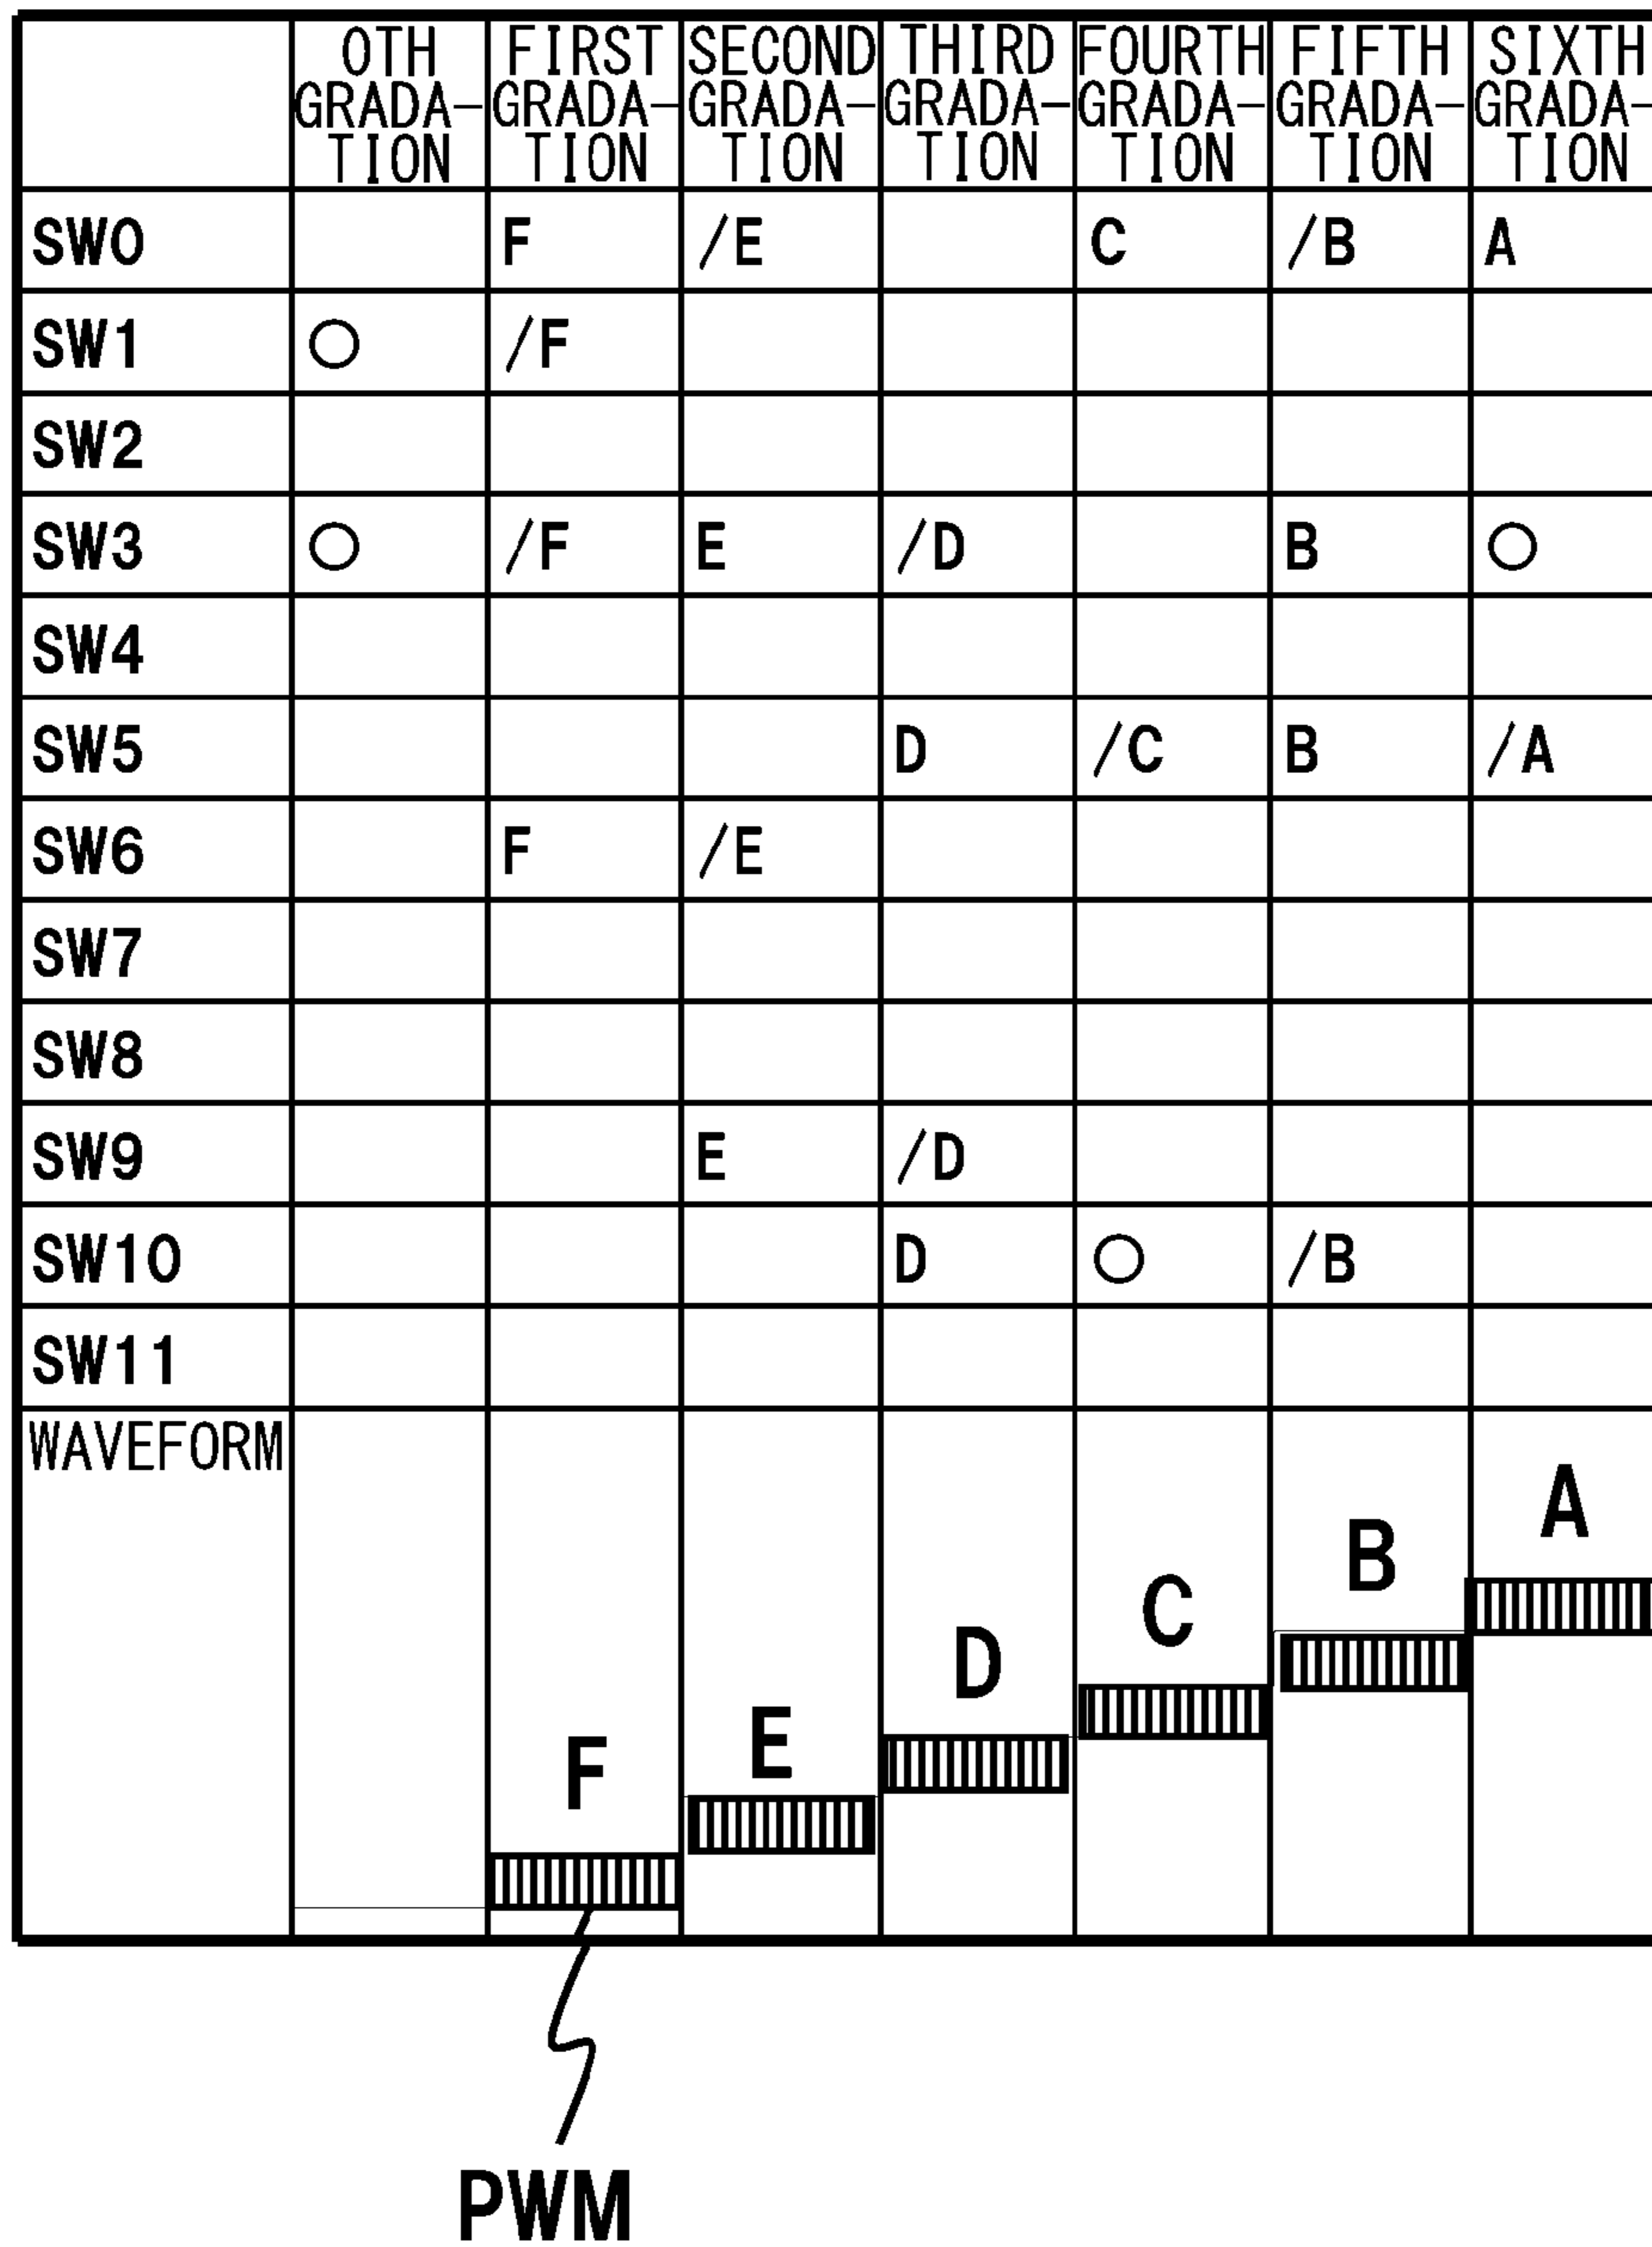 0TH GRADA-TION FIRST GRADA-TION SECOND GRADA-TION THIRD GRADA-TION FOURTH GRADA-TION FIFTH GRADA-TION SIXTH GRADA-TION
SW0 F /E C /B A
SW1 ○ /F
SW2
SW3 ○ /F E /D B ○
SW4
SW5 D /C B /A
SW6 F /E
SW7
SW8
SW9 E /D
SW10 D ○ /B
SW11
WAVEFORM
A
B
C
D
E
F
PWM